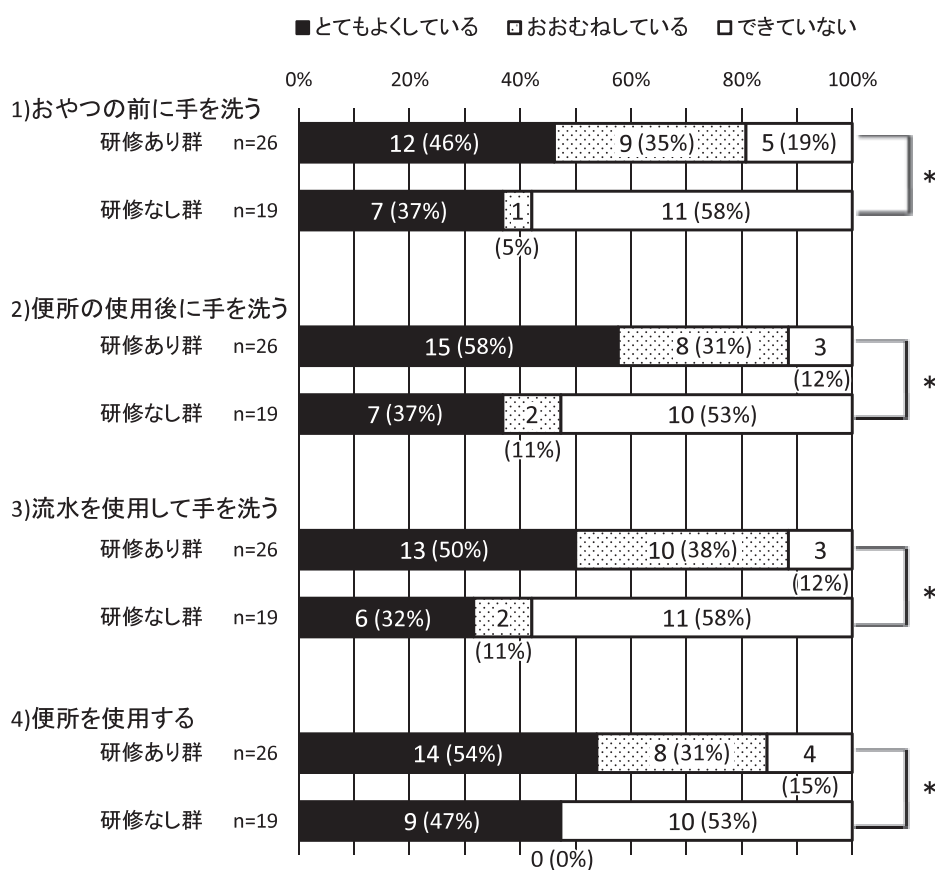 ■とてもよくしている おおむねしている □できていない
0% 20% 40% 60% 80% 100%
1)おやつの前に手を洗う
研修あり群 n=26 12 (46%) 9 (35%) 5 (19%)
*
研修なし群 n=19 7 (37%) 1 11 (58%)
(5%)
2)便所の使用後に手を洗う
研修あり群 n=26 15 (58%) 8 (31%) 3
(12%)
*
研修なし群 n=19 7 (37%) 2 10 (53%)
(11%)
3)流水を使用して手を洗う
研修あり群 n=26 13 (50%) 10 (38%) 3
(12%)
*
研修なし群 n=19 6 (32%) 2 11 (58%)
(11%)
4)便所を使用する
研修あり群 n=26 14 (54%) 8 (31%) 4
(15%)
*
研修なし群 n=19 9 (47%) 10 (53%)
0 (0%)